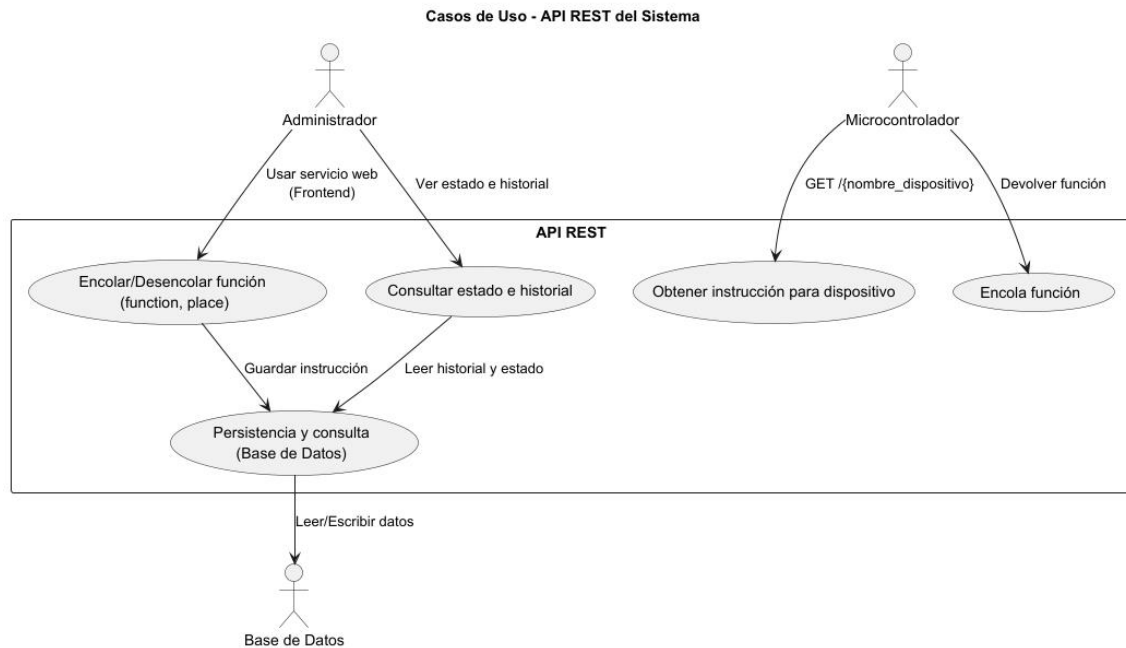 Casos de Uso - API REST del Sistema
Administrador
Microcontrolador
Usar servicio web
(Frontend)
Ver estado e historial
GET /{nombre_dispositivo}
Devolver función
API REST
Encolar/Desencolar función
(function, place)
Consultar estado e historial
Obtener instrucción para dispositivo
Encola función
Guardar instrucción
Leer historial y estado
Persistencia y consulta
(Base de Datos)
Leer/Escribir datos
Base de Datos